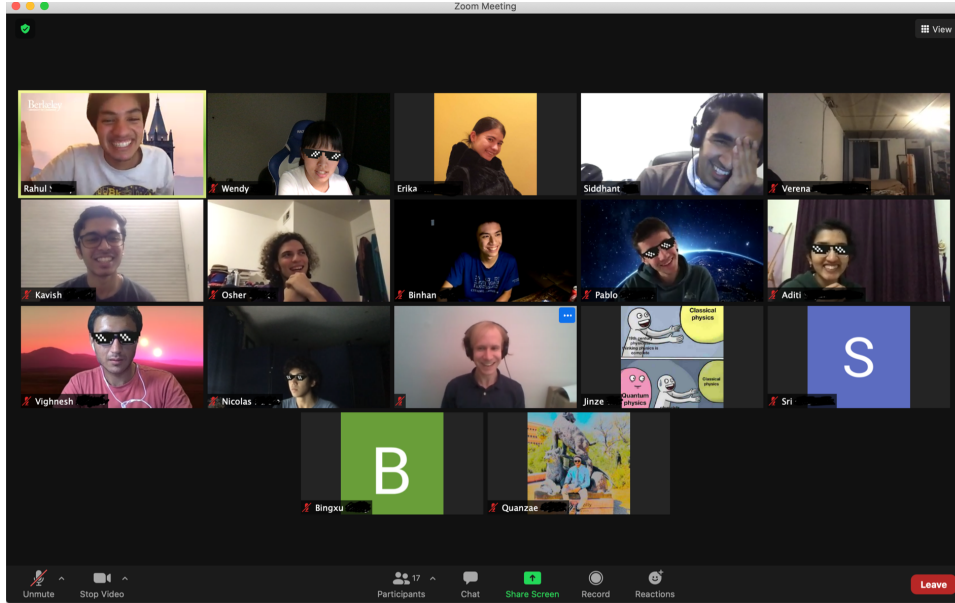 Zoom Meeting
View
Berkeley
Rahul
Wendy
Erika
Siddhant
Verena
Kavish
Osher
Binhan
Pablo
Aditi
Vighnesh
Nicolas
Classical
physics
Classical
physics
Quantum
physics
Jinze
S
Sri
B
Bingxu
Quanzae
Unmute
Stop Video
17
Participants
Chat
Share Screen
Record
Reactions
Leave